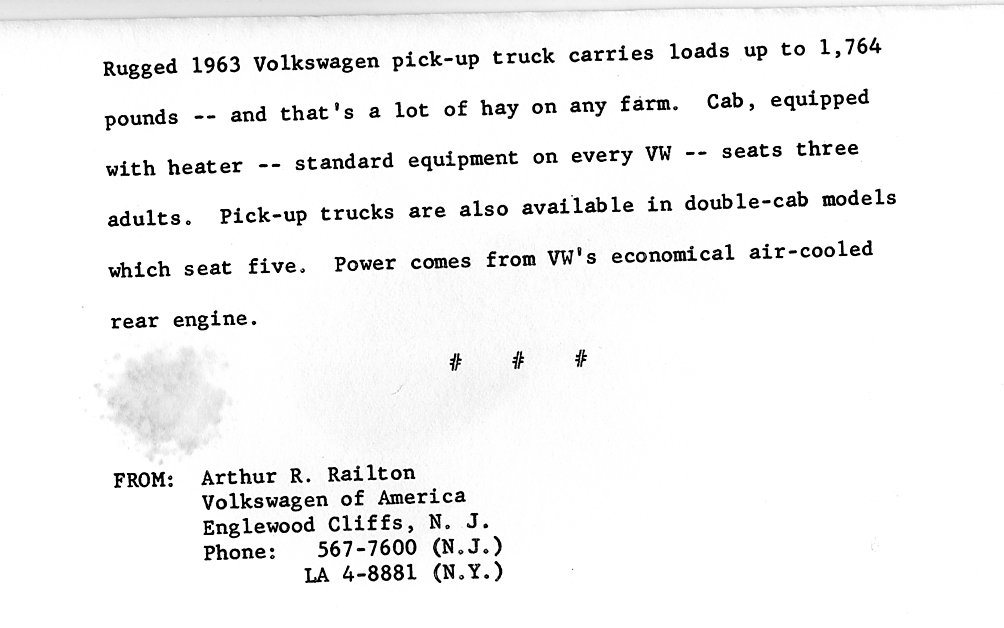 Rugged 1963 Volkswagen pick-up truck carries loads up to 1,764
pounds -- and that's a lot of hay on any farm.  Cab, equipped
with heater -- standard equipment on every VW -- seats three
adults.  Pick-up trucks are also available in double-cab models
which seat five.  Power comes from VW's economical air-cooled
rear engine.
#     #     #
FROM:  Arthur R. Railton
Volkswagen of America
Englewood Cliffs, N. J.
Phone:   567-7600 (N.J.)
LA 4-8881 (N.Y.)